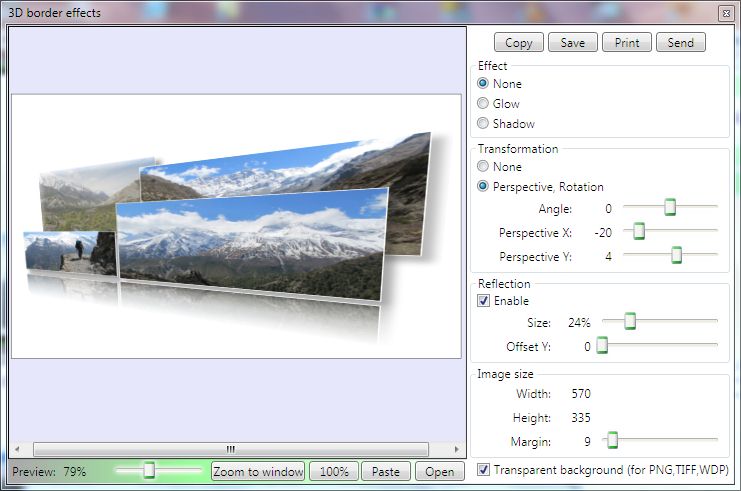 3D border effects
Copy Save Print Send
Effect
None
Glow
Shadow
Transformation
None
Perspective, Rotation
Angle: 0
Perspective X: -20
Perspective Y: 4
Reflection
Enable
Size: 24%
Offset Y: 0
Image size
Width: 570
Height: 335
Margin: 9
Preview: 79% Zoom to window 100% Paste Open
Transparent background (for PNG,TIFF,WDP)